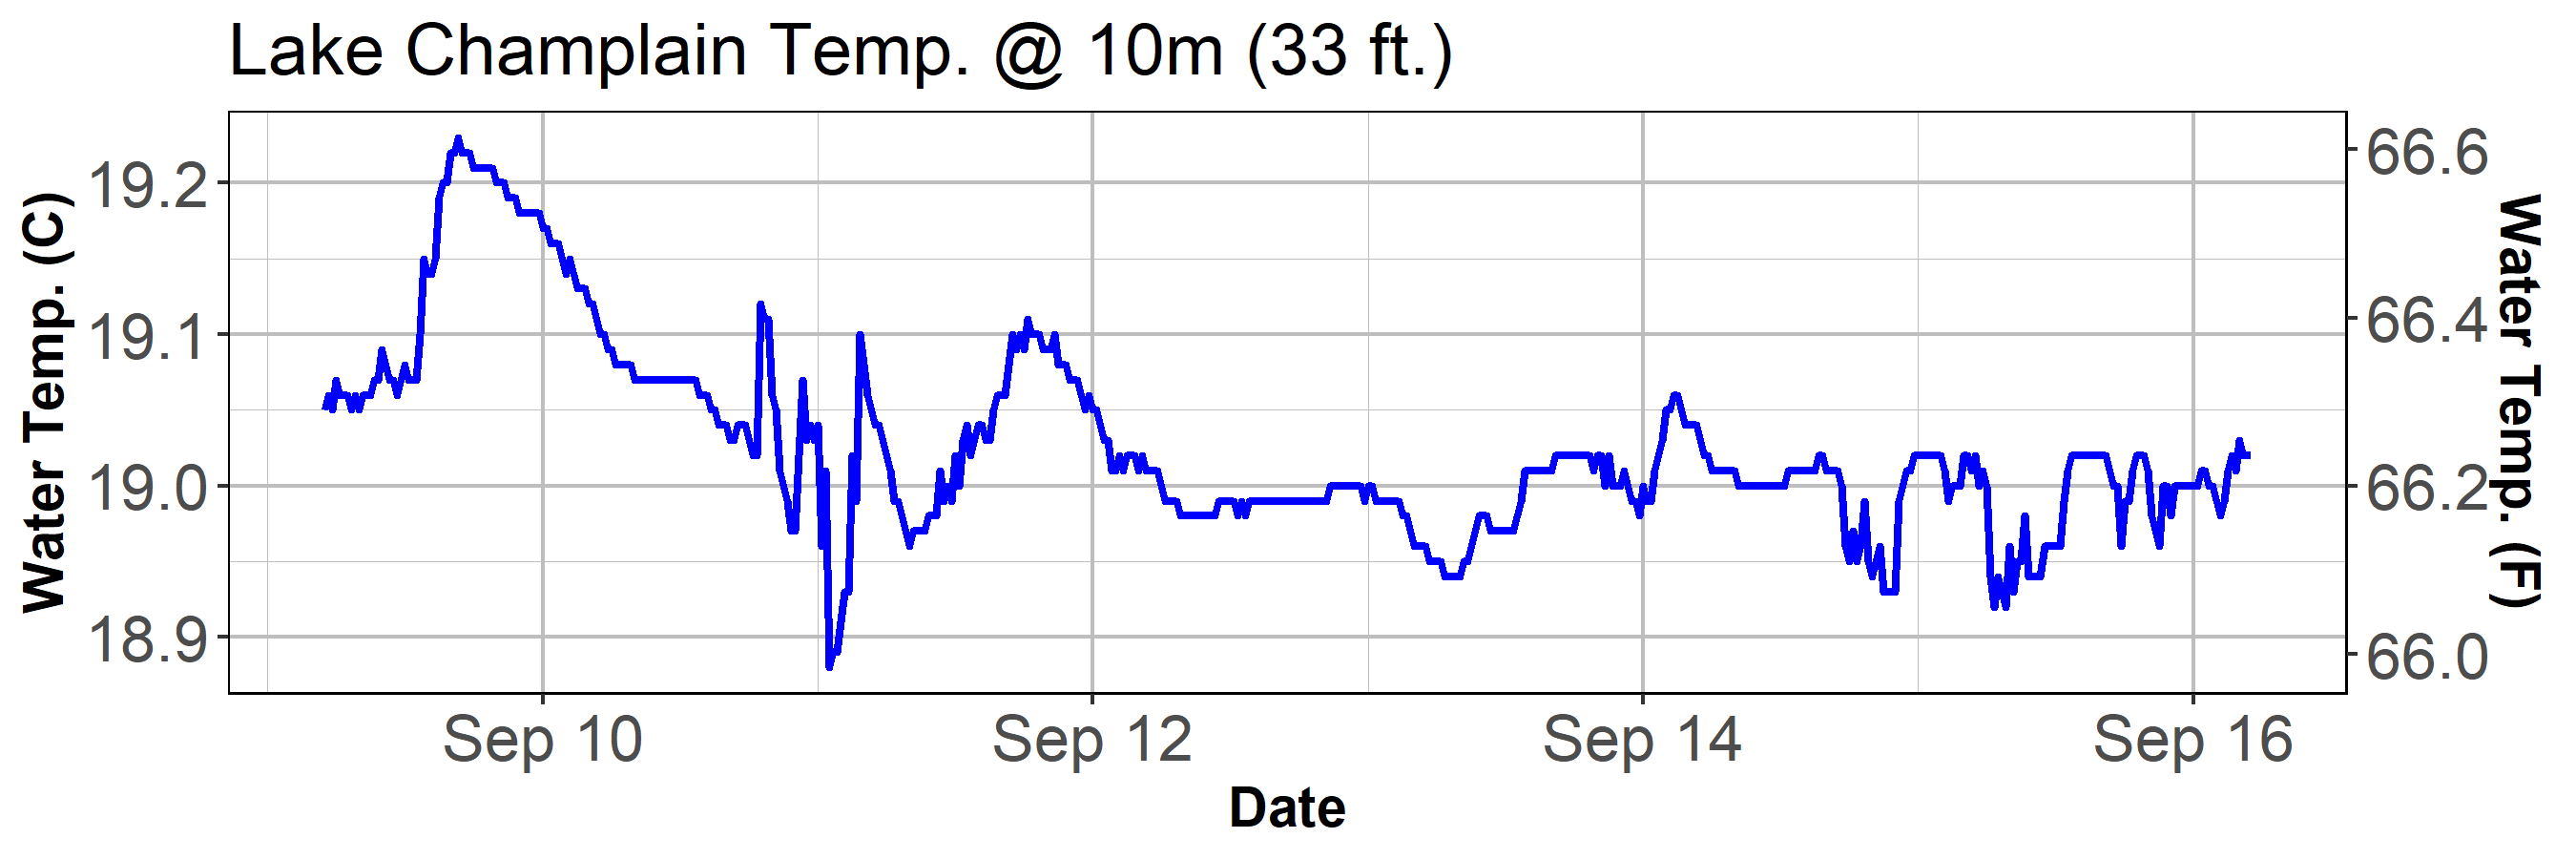 Lake Champlain Temp. @ 10m (33 ft.)
Water Temp. (C)
19.2
19.1
19.0
18.9
66.6
66.4
66.2
66.0
Water Temp. (F)
Sep 10
Sep 12
Sep 14
Sep 16
Date